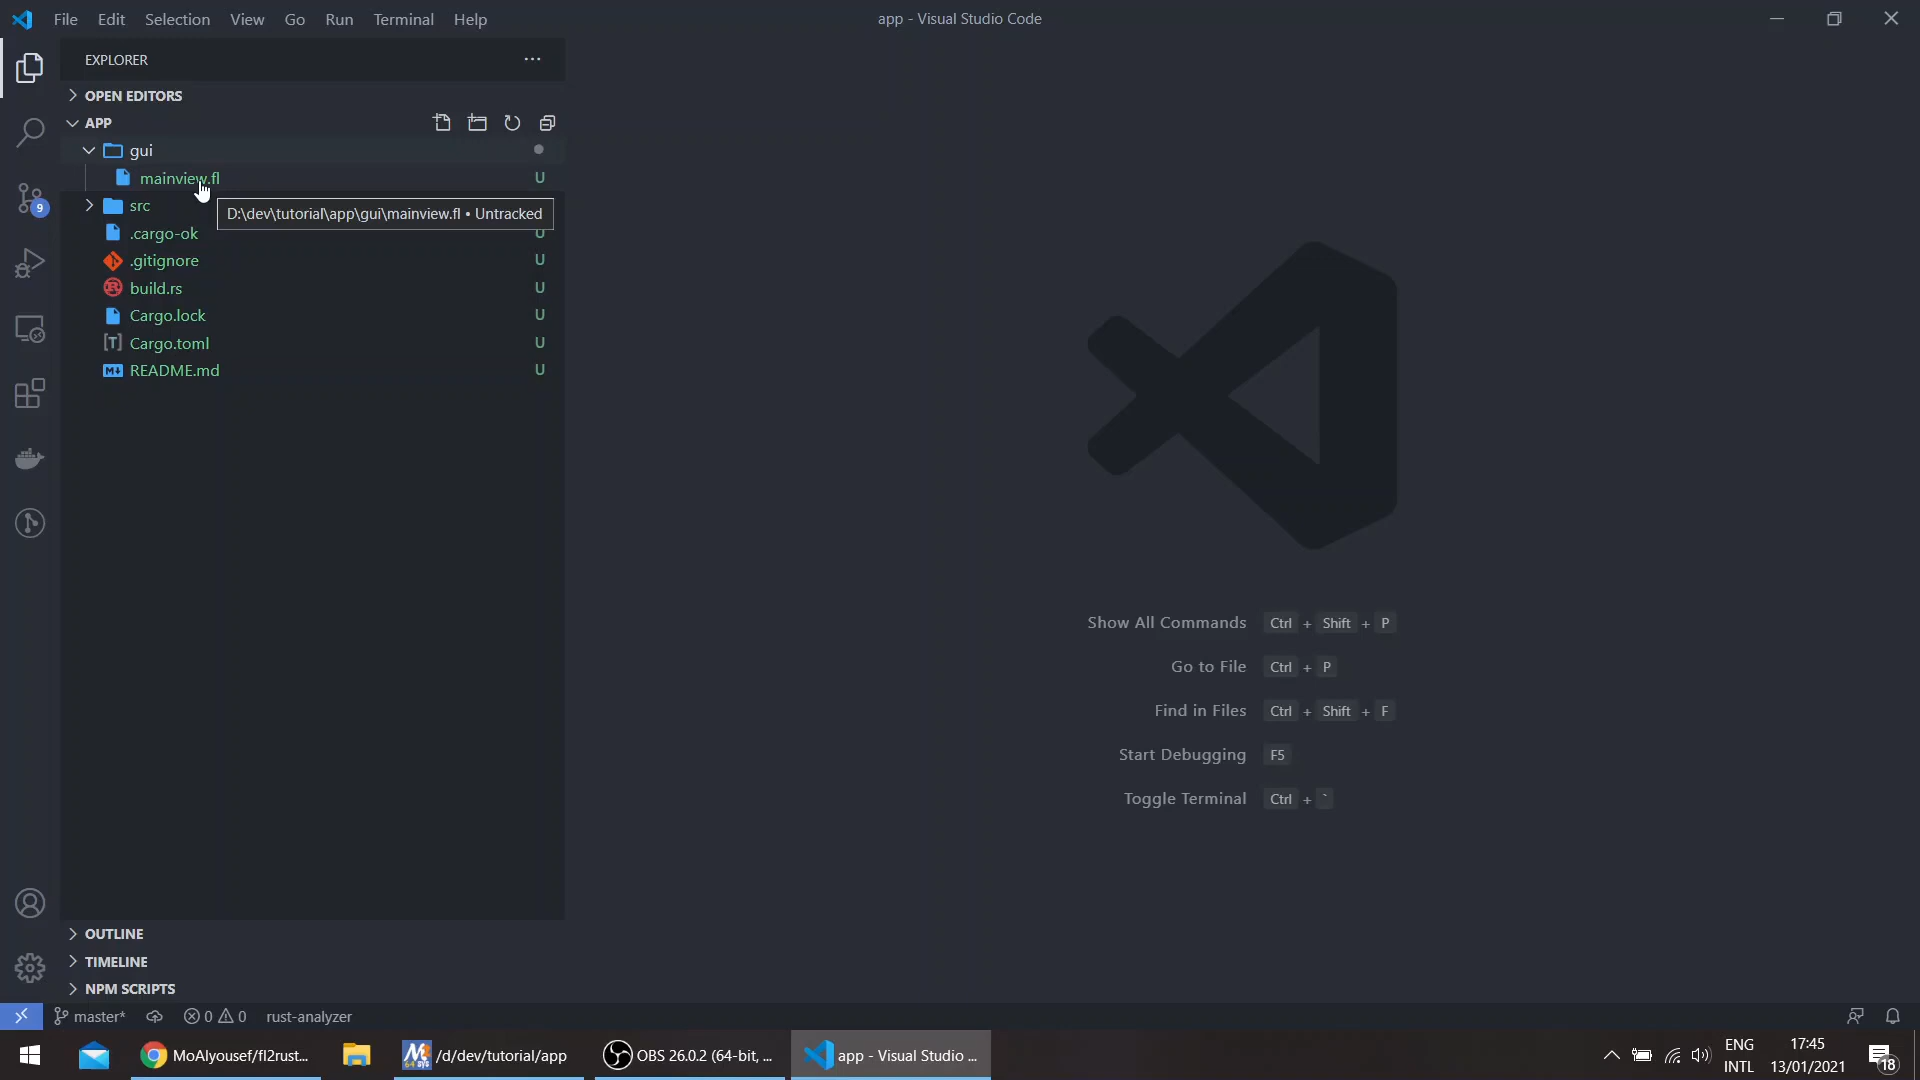 File Edit Selection View Go Run Terminal Help
app - Visual Studio Code
EXPLORER
OPEN EDITORS
APP
gui
mainview.fl U
src
D:\dev\tutorial\app\gui\mainview.fl • Untracked
.cargo-ok U
.gitignore U
build.rs U
Cargo.lock U
[T] Cargo.toml U
README.md U
9
Show All Commands Ctrl + Shift + P
Go to File Ctrl + P
Find in Files Ctrl + Shift + F
Start Debugging F5
Toggle Terminal Ctrl + `
OUTLINE
TIMELINE
NPM SCRIPTS
master* 0 0 rust-analyzer
MoAlyousef/fl2rust...
/d/dev/tutorial/app
OBS 26.0.2 (64-bit, ...
app - Visual Studio ...
ENG
INTL
17:45
13/01/2021
18